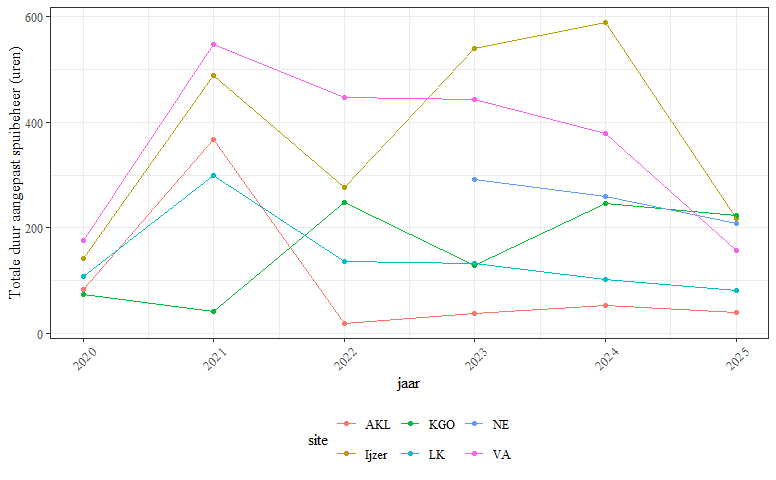 Totale duur aangepast spuibeheer (uren)
600
400
200
0
2020 2021 2022 2023 2024 2025
jaar
site
AKL KGO NE
Ijzer LK VA